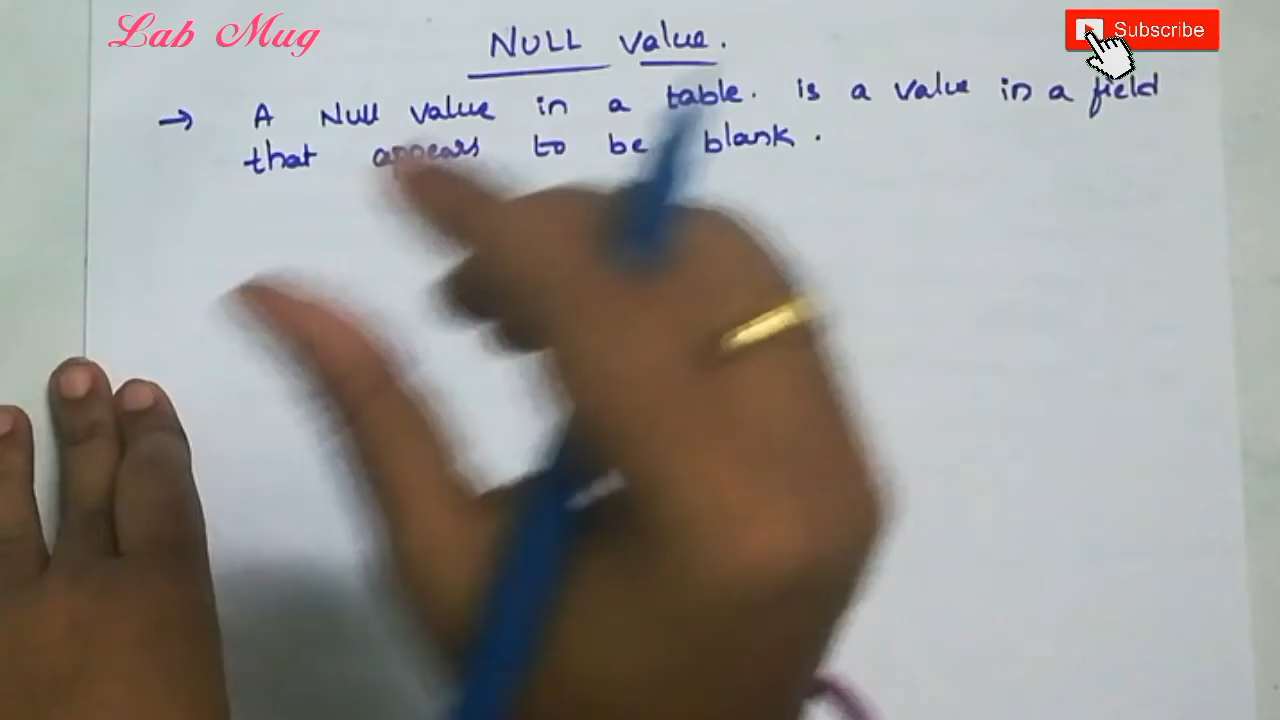 Lab Mug
Subscribe
NULL value.
→ A Null value in a table. is a value in a field
that appears to be blank.